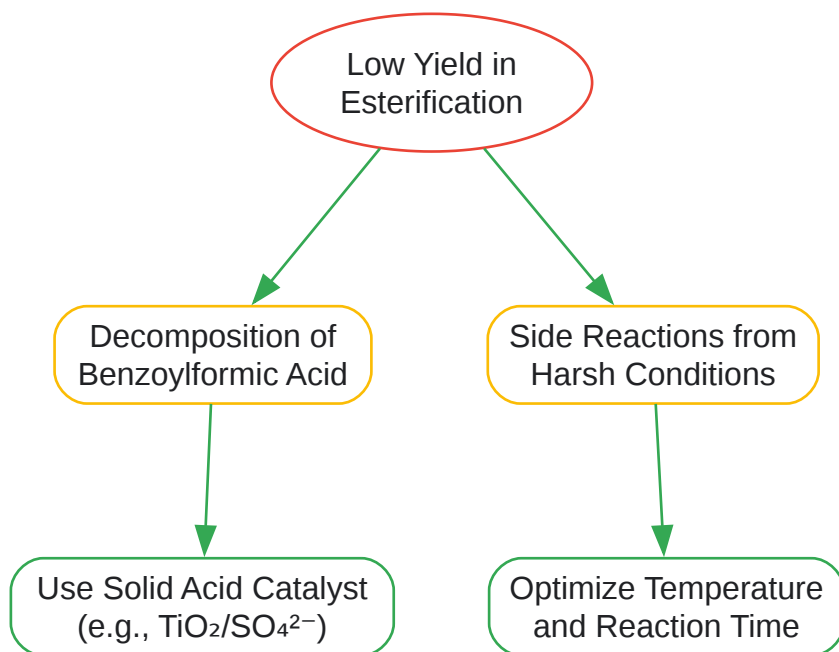 Low Yield in
Esterification
Decomposition of
Benzoylformic Acid
Side Reactions from
Harsh Conditions
Use Solid Acid Catalyst
(e.g., TiO₂/SO₄²⁻)
Optimize Temperature
and Reaction Time